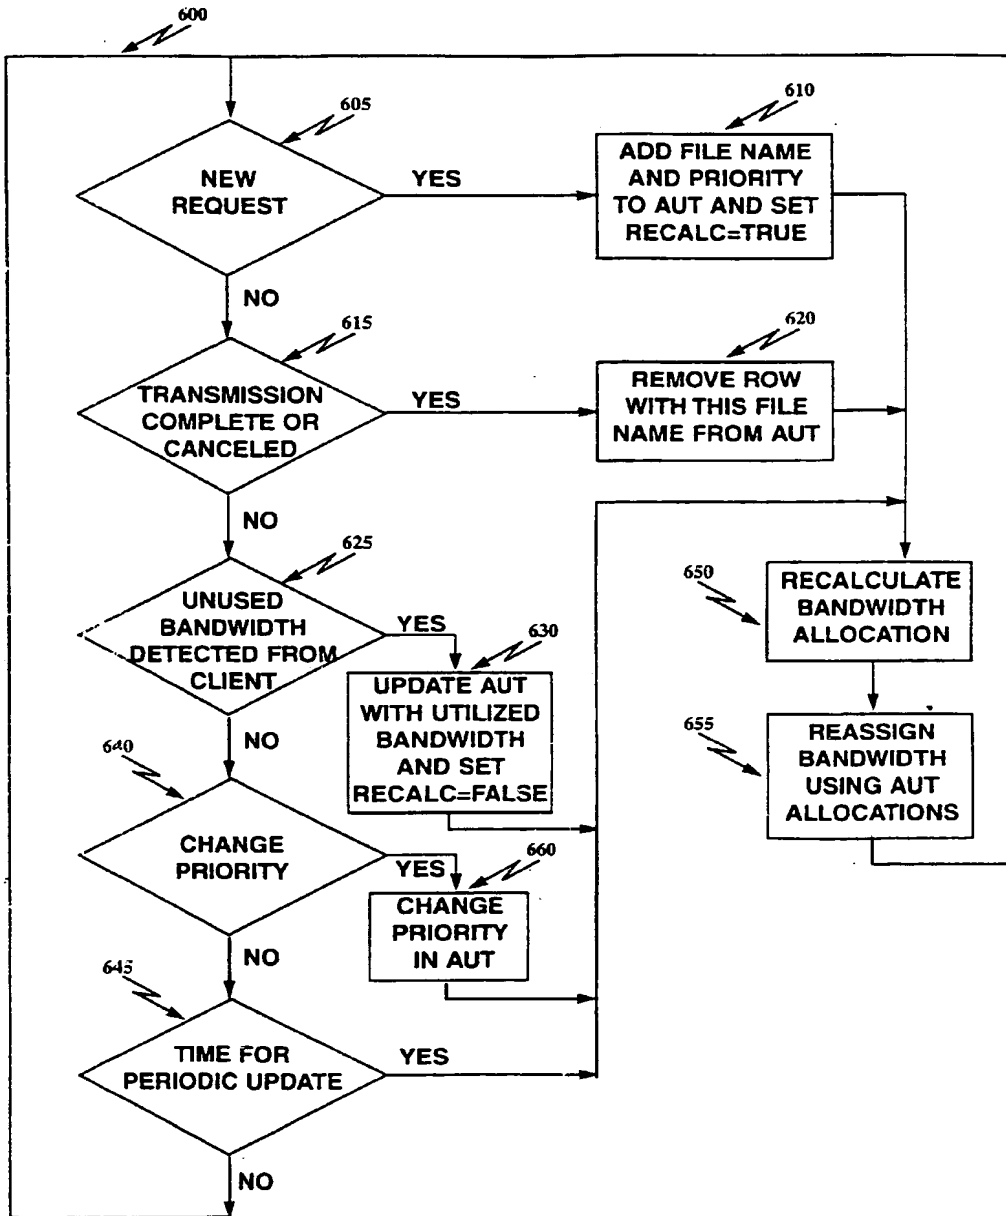 600
605
NEW
REQUEST
YES
610
ADD FILE NAME
AND PRIORITY
TO AUT AND SET
RECALC=TRUE
NO
615
TRANSMISSION
COMPLETE OR
CANCELED
YES
620
REMOVE ROW
WITH THIS FILE
NAME FROM AUT
NO
625
UNUSED
BANDWIDTH
DETECTED FROM
CLIENT
YES
630
UPDATE AUT
WITH UTILIZED
BANDWIDTH
AND SET
RECALC=FALSE
650
RECALCULATE
BANDWIDTH
ALLOCATION
655
REASSIGN
BANDWIDTH
USING AUT
ALLOCATIONS
NO
640
CHANGE
PRIORITY
YES
660
CHANGE
PRIORITY
IN AUT
NO
645
TIME FOR
PERIODIC UPDATE
YES
NO